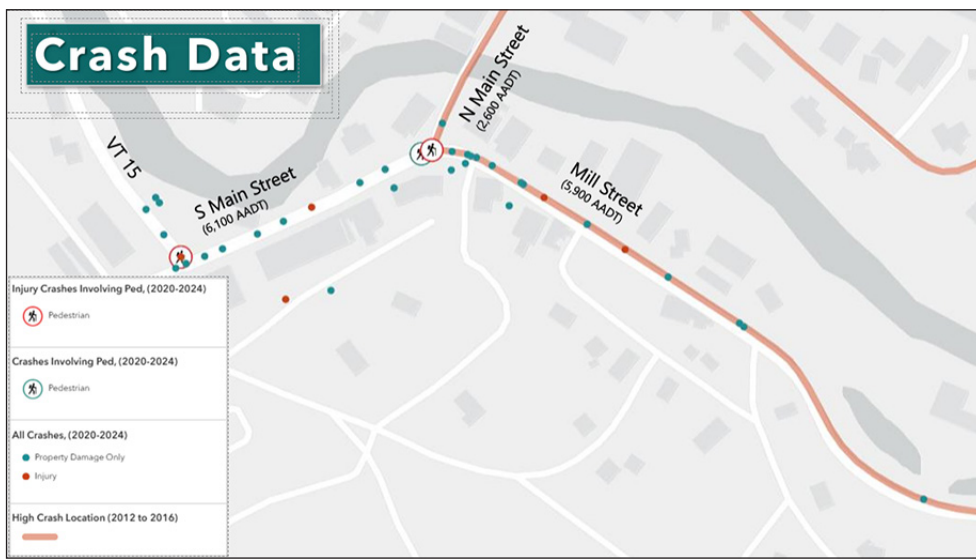 Crash Data
N Main Street
(2,600 AADT)
VT 15
S Main Street
(6,100 AADT)
Mill Street
(5,900 AADT)
Injury Crashes Involving Ped, (2020-2024)
Pedestrian
Crashes Involving Ped, (2020-2024)
Pedestrian
All Crashes, (2020-2024)
Property Damage Only
Injury
High Crash Location (2012 to 2016)